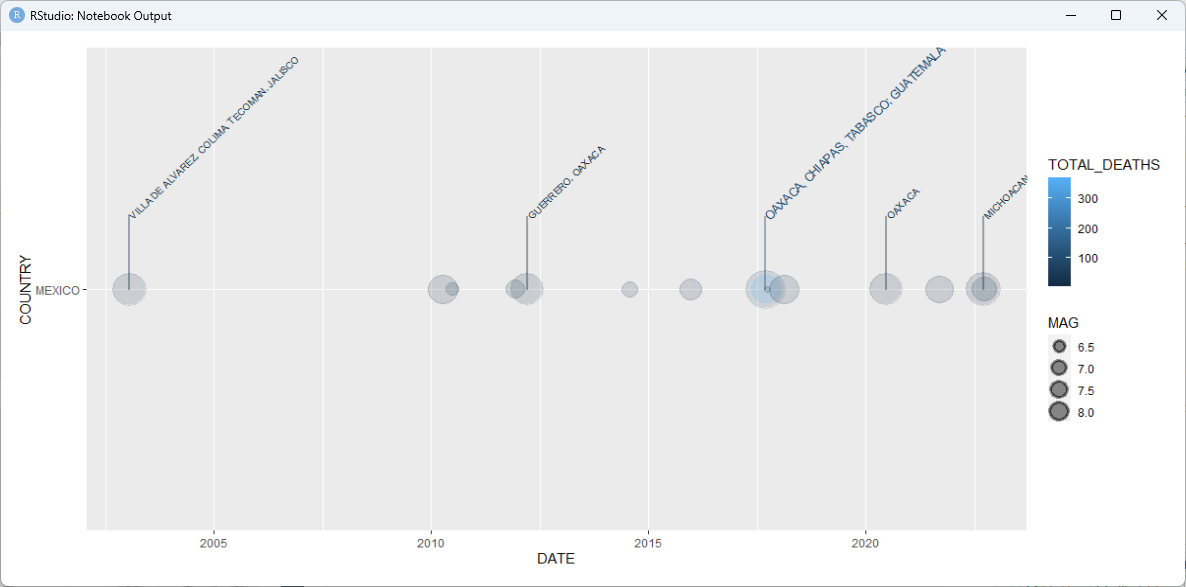 R RStudio: Notebook Output
VILLA DE ALVAREZ, COLIMA, TECOMAN, JALISCO
GUERRERO, OAXACA
OAXACA, CHIAPAS, TABASCO; GUATEMALA
OAXACA
MICHOACAN
COUNTRY
MEXICO
2005
2010
2015
2020
DATE
TOTAL_DEATHS
300
200
100
MAG
6.5
7.0
7.5
8.0